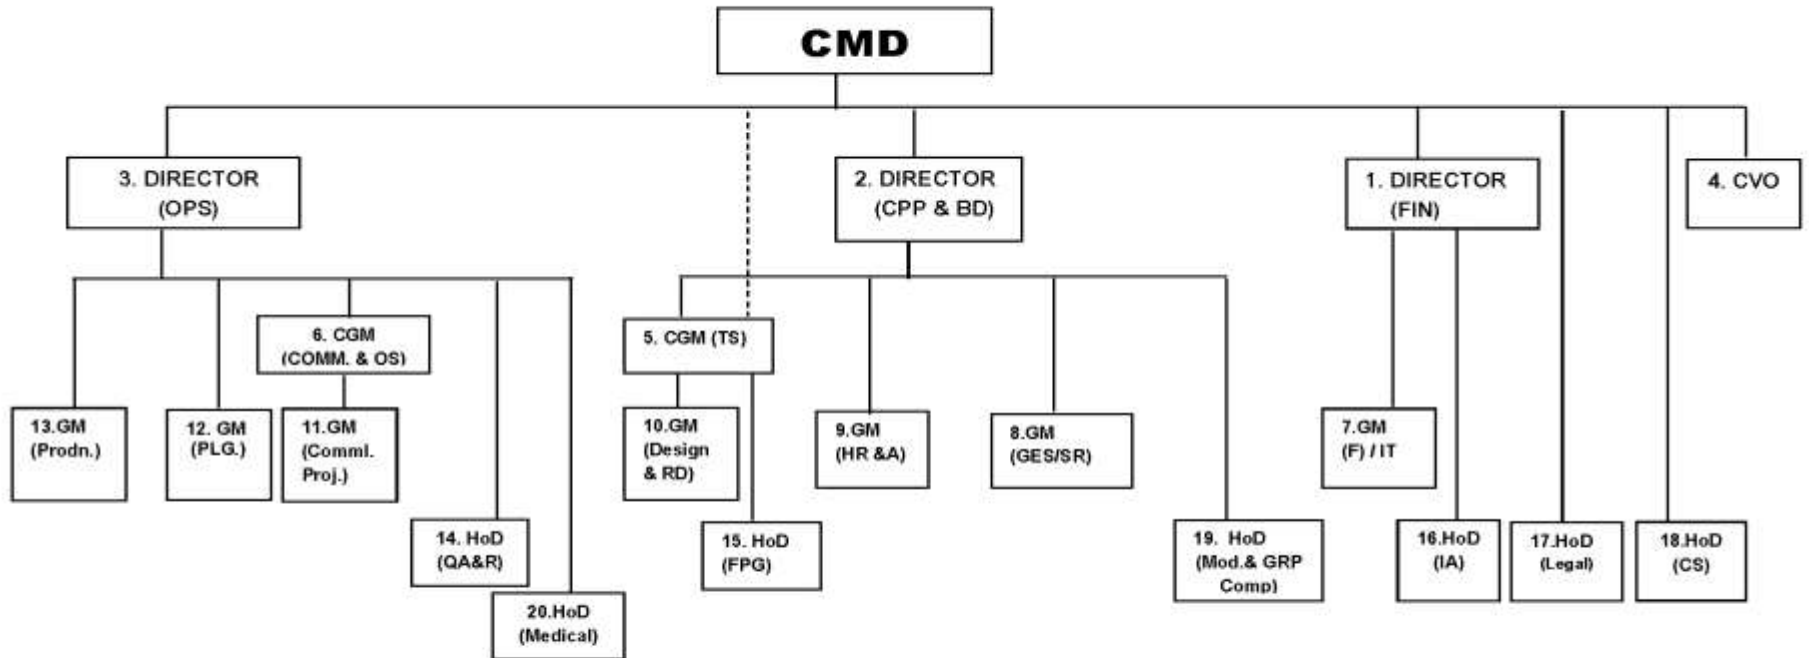 CMD
3. DIRECTOR
(OPS)
2. DIRECTOR
(CPP & BD)
1. DIRECTOR
(FIN)
4. CVO
6. CGM
(COMM. & OS)
5. CGM (TS)
13.GM
(Prodn.)
12. GM
(PLG.)
11.GM
(Comml.
Proj.)
10.GM
(Design
& RD)
9.GM
(HR &A)
8.GM
(GES/SR)
7.GM
(F) / IT
14. HoD
(QA&R)
15. HoD
(FPG)
19. HoD
(Mod.& GRP
Comp)
16.HoD
(IA)
17.HoD
(Legal)
18.HoD
(CS)
20.HoD
(Medical)